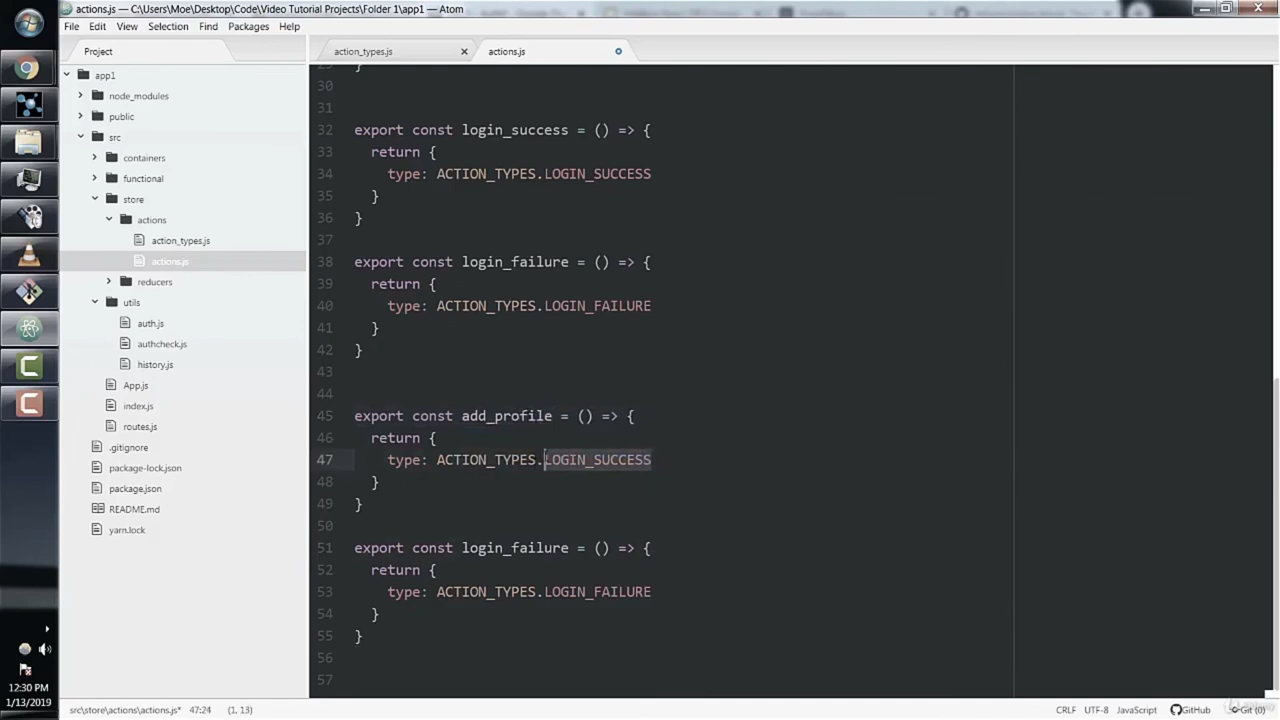 actions.js — C:\Users\Moe\Desktop\Code\Video Tutorial Projects\Folder 1\app1 — Atom
File Edit View Selection Find Packages Help
Project
action_types.js
actions.js
app1
node_modules
public
src
containers
functional
store
actions
action_types.js
actions.js
reducers
utils
auth.js
authcheck.js
history.js
App.js
index.js
routes.js
.gitignore
package-lock.json
package.json
README.md
yarn.lock
}
30
31
32 export const login_success = () => {
33 return {
34 type: ACTION_TYPES.LOGIN_SUCCESS
35 }
36 }
37
38 export const login_failure = () => {
39 return {
40 type: ACTION_TYPES.LOGIN_FAILURE
41 }
42 }
43
44
45 export const add_profile = () => {
46 return {
47 type: ACTION_TYPES.LOGIN_SUCCESS
48 }
49 }
50
51 export const login_failure = () => {
52 return {
53 type: ACTION_TYPES.LOGIN_FAILURE
54 }
55 }
56
57
12:30 PM
1/13/2019
src\store\actions\actions.js* 47:24 (1, 13)
CRLF UTF-8 JavaScript GitHub Git (0)